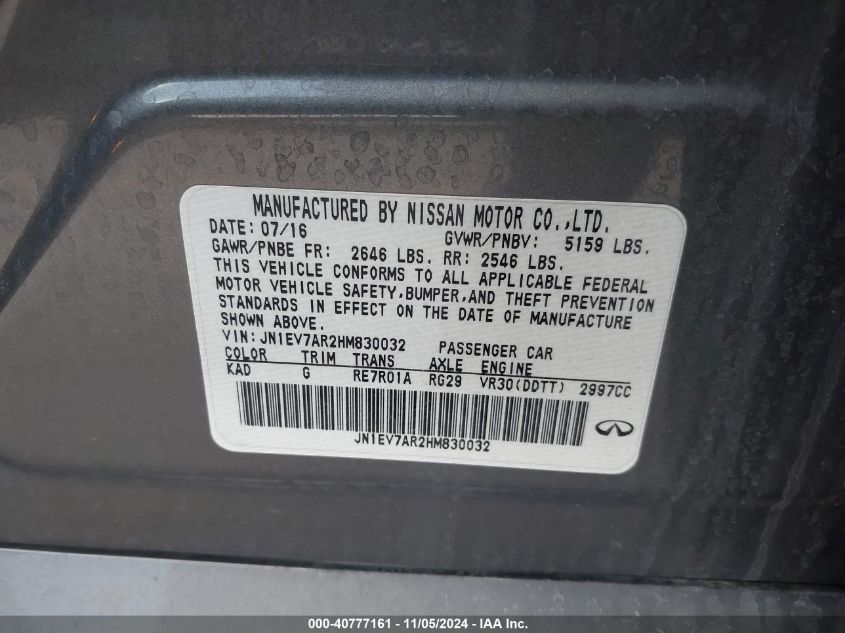 MANUFACTURED BY NISSAN MOTOR CO.,LTD.
DATE: 07/16 GVWR/PNBV: 5159 LBS.
GAWR/PNBE FR: 2646 LBS. RR: 2546 LBS.
THIS VEHICLE CONFORMS TO ALL APPLICABLE FEDERAL
MOTOR VEHICLE SAFETY,BUMPER,AND THEFT PREVENTION
STANDARDS IN EFFECT ON THE DATE OF MANUFACTURE
SHOWN ABOVE.
VIN:JN1EV7AR2HM830032 PASSENGER CAR
COLOR TRIM TRANS AXLE ENGINE
KAD G RE7R01A RG29 VR30(DDTT) 2997CC
JN1EV7AR2HM830032
000-40777161 - 11/05/2024 - IAA Inc.